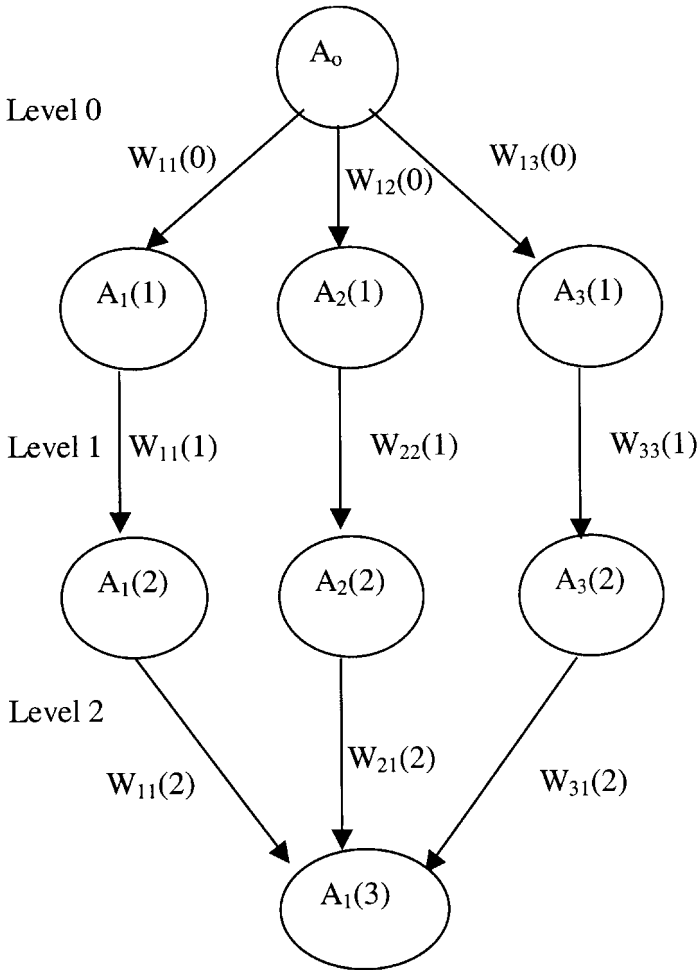 A₀
Level 0
W₁₁(0)
W₁₂(0)
W₁₃(0)
A₁(1)
A₂(1)
A₃(1)
Level 1
W₁₁(1)
W₂₂(1)
W₃₃(1)
A₁(2)
A₂(2)
A₃(2)
Level 2
W₁₁(2)
W₂₁(2)
W₃₁(2)
A₁(3)